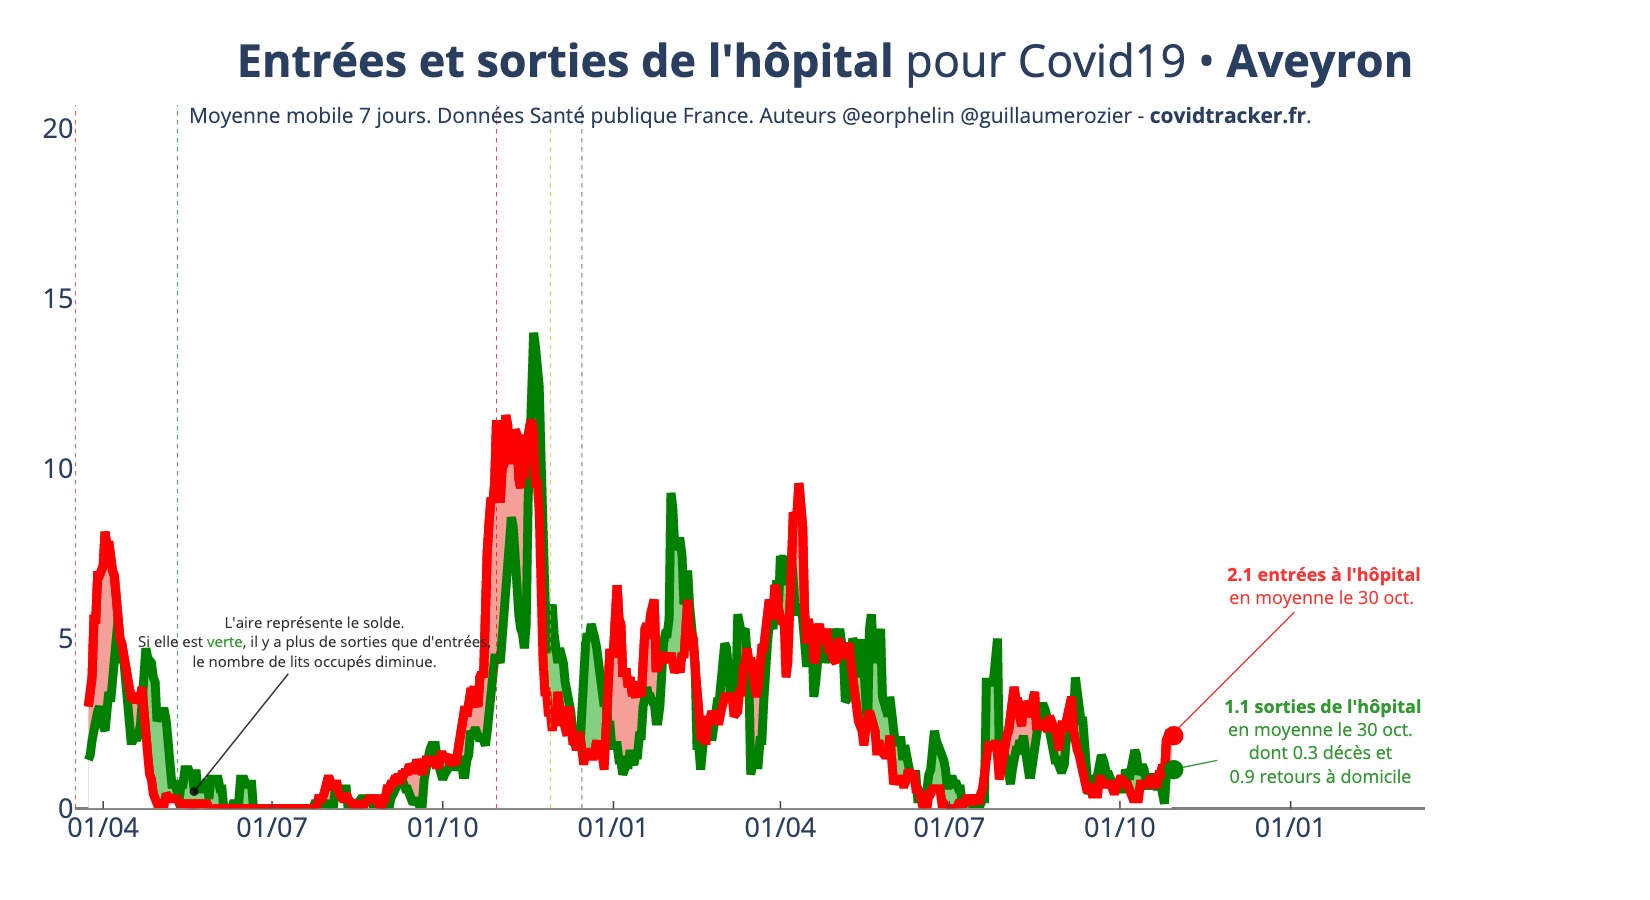 Entrées et sorties de l'hôpital pour Covid19 • Aveyron
Moyenne mobile 7 jours. Données Santé publique France. Auteurs @eorphelin @guillaumerozier - covidtracker.fr.
20
15
10
5
0
L'aire représente le solde.
Si elle est verte, il y a plus de sorties que d'entrées,
le nombre de lits occupés diminue.
2.1 entrées à l'hôpital
en moyenne le 30 oct.
1.1 sorties de l'hôpital
en moyenne le 30 oct.
dont 0.3 décès et
0.9 retours à domicile
01/04 01/07 01/10 01/01 01/04 01/07 01/10 01/01